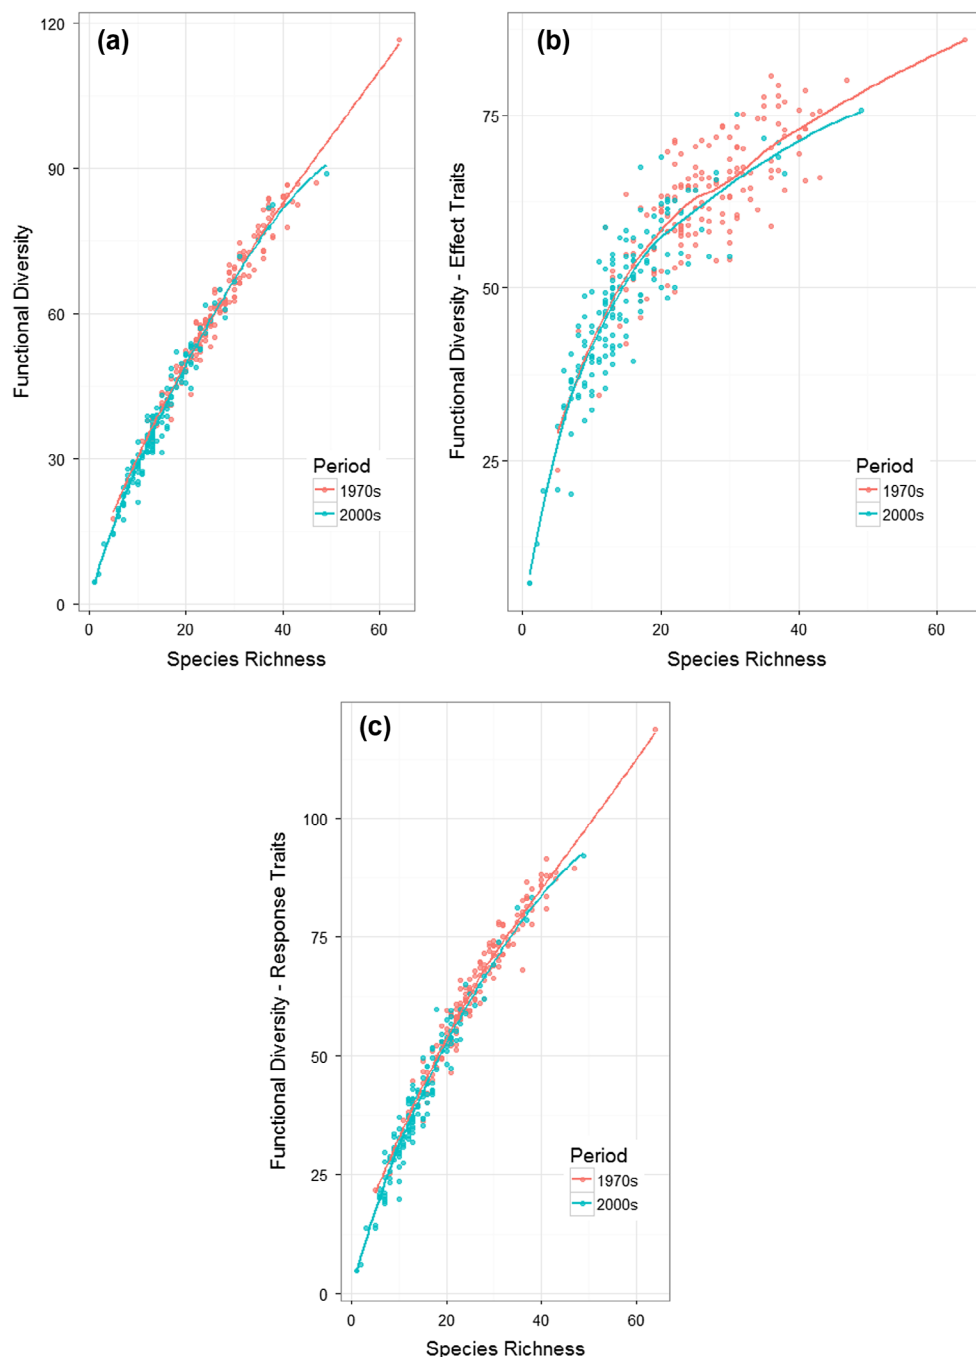 (a)
Functional Diversity
120
90
60
30
0
0 20 40 60
Species Richness
Period
1970s
2000s
(b)
Functional Diversity - Effect Traits
75
50
25
0 20 40 60
Species Richness
Period
1970s
2000s
(c)
Functional Diversity - Response Traits
100
75
50
25
0
0 20 40 60
Species Richness
Period
1970s
2000s